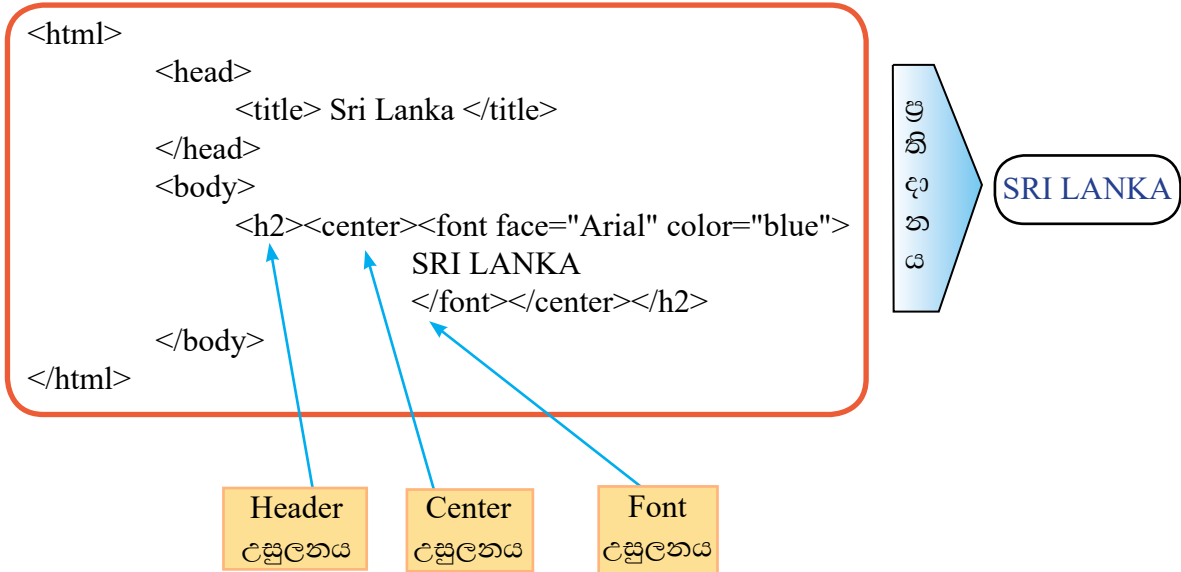 <html>
<head>
<title> Sri Lanka </title>
</head>
<body>
<h2><center><font face="Arial" color="blue">
SRI LANKA
</font></center></h2>
</body>
</html>
ප්‍රතිදානය
SRI LANKA
Header
උසුලනය
Center
උසුලනය
Font
උසුලනය